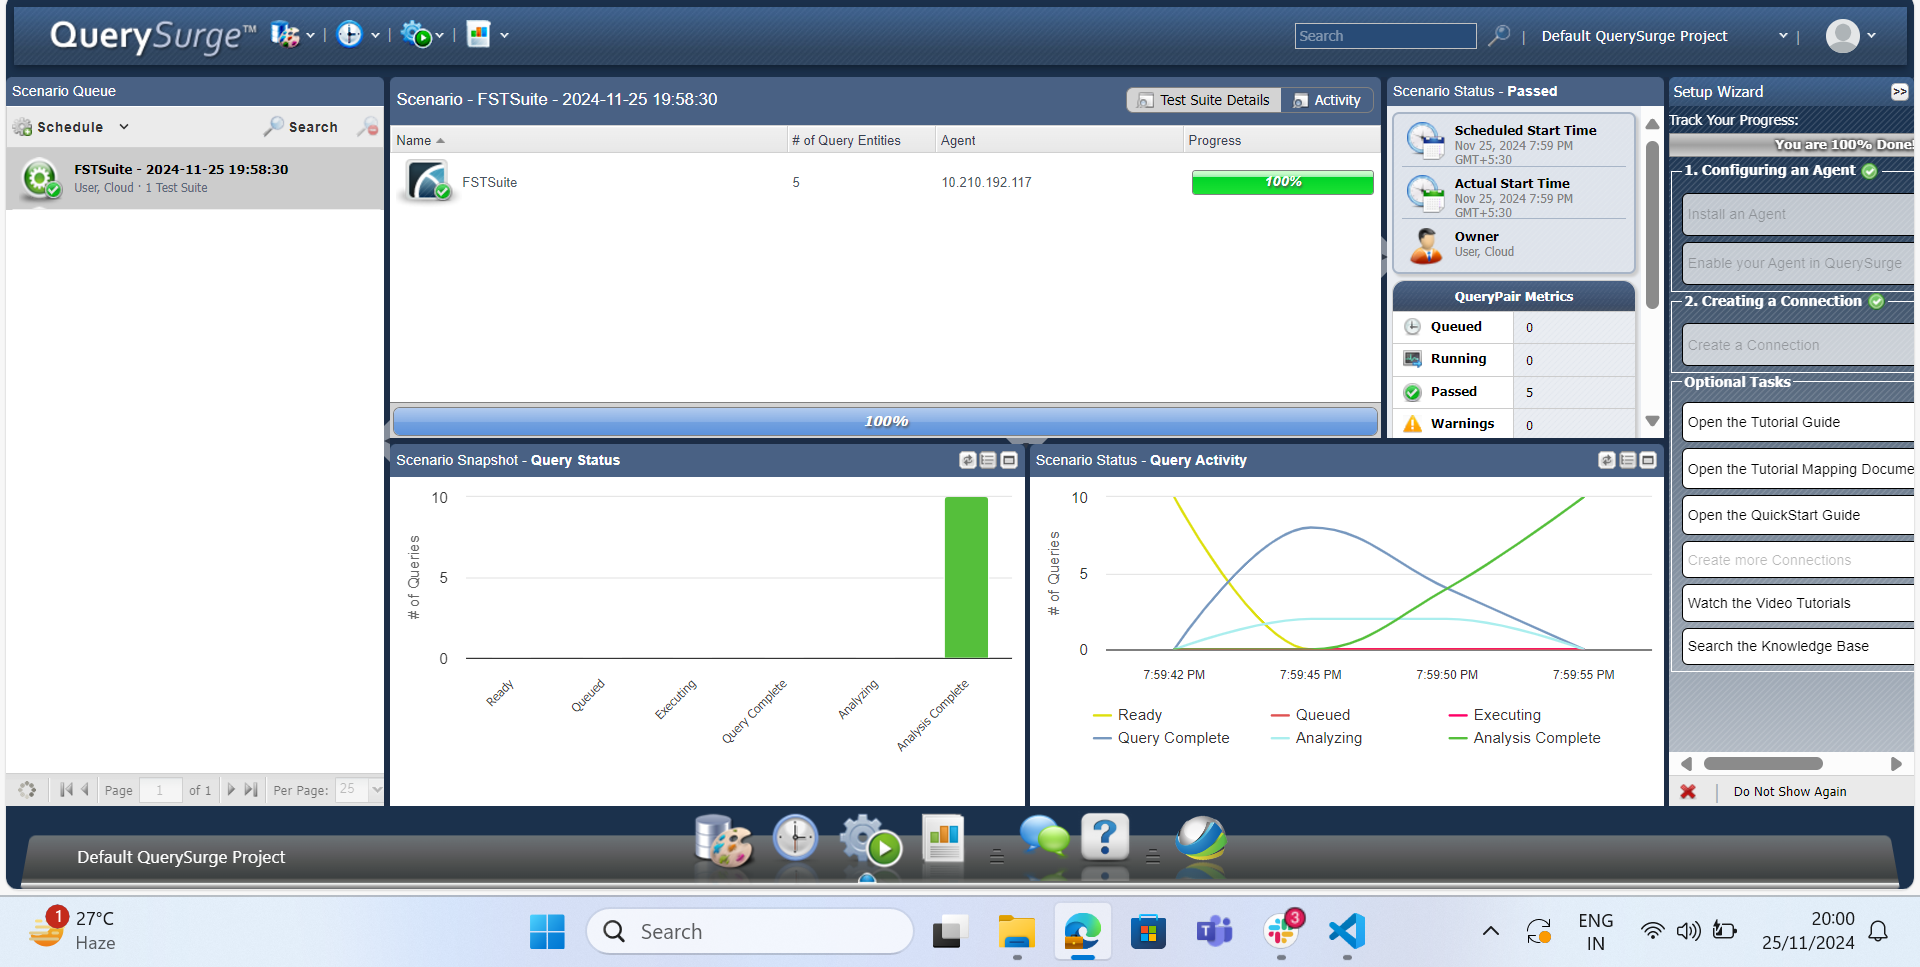 QuerySurge™
Search
Default QuerySurge Project
Scenario Queue
Schedule
Search
FSTSuite - 2024-11-25 19:58:30
User, Cloud · 1 Test Suite
Page 1 of 1
Per Page: 25
Scenario - FSTSuite - 2024-11-25 19:58:30
Test Suite Details
Activity
Name # of Query Entities Agent Progress
FSTSuite 5 10.210.192.117 100%
100%
Scenario Status - Passed
Scheduled Start Time
Nov 25, 2024 7:59 PM
GMT+5:30
Actual Start Time
Nov 25, 2024 7:59 PM
GMT+5:30
Owner
User, Cloud
QueryPair Metrics
Queued 0
Running 0
Passed 5
Warnings 0
Setup Wizard >>
Track Your Progress:
You are 100% Done!
1. Configuring an Agent
Install an Agent
Enable your Agent in QuerySurge
2. Creating a Connection
Create a Connection
Optional Tasks
Open the Tutorial Guide
Open the Tutorial Mapping Docume
Open the QuickStart Guide
Create more Connections
Watch the Video Tutorials
Search the Knowledge Base
Do Not Show Again
Scenario Snapshot - Query Status
# of Queries
10
5
0
Ready
Queued
Executing
Query Complete
Analyzing
Analysis Complete
Scenario Status - Query Activity
# of Queries
10
5
0
7:59:42 PM 7:59:45 PM 7:59:50 PM 7:59:55 PM
Ready Queued Executing
Query Complete Analyzing Analysis Complete
Default QuerySurge Project
?
1
27°C
Haze
Search
3
ENG
IN
20:00
25/11/2024